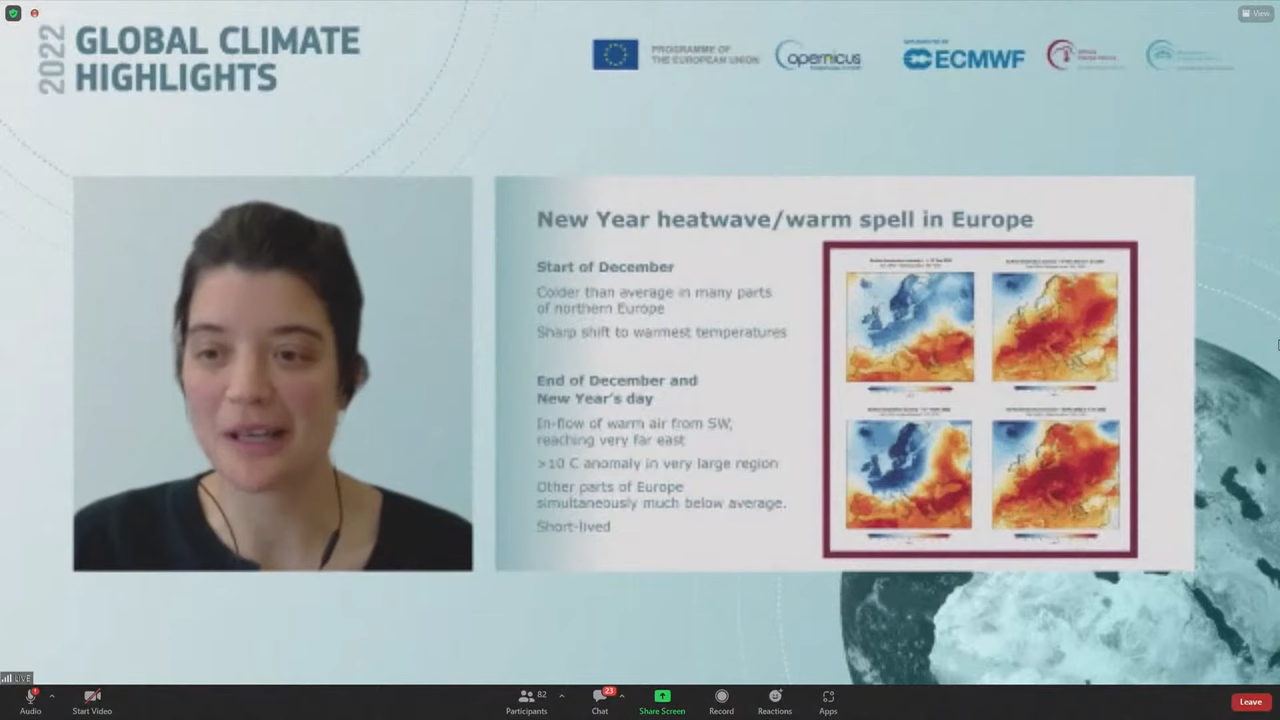 View
2022
GLOBAL CLIMATE
HIGHLIGHTS
PROGRAMME OF
THE EUROPEAN UNION
opernicus
ECMWF
New Year heatwave/warm spell in Europe
Start of December
Colder than average in many parts
of northern Europe
Sharp shift to warmest temperatures
End of December and
New Year's day
In-flow of warm air from SW,
reaching very far east
>10 C anomaly in very large region
Other parts of Europe
simultaneously much below average.
Short-lived
LIVE
Audio
Start Video
82
Participants
23
Chat
Share Screen
Record
Reactions
Apps
Leave